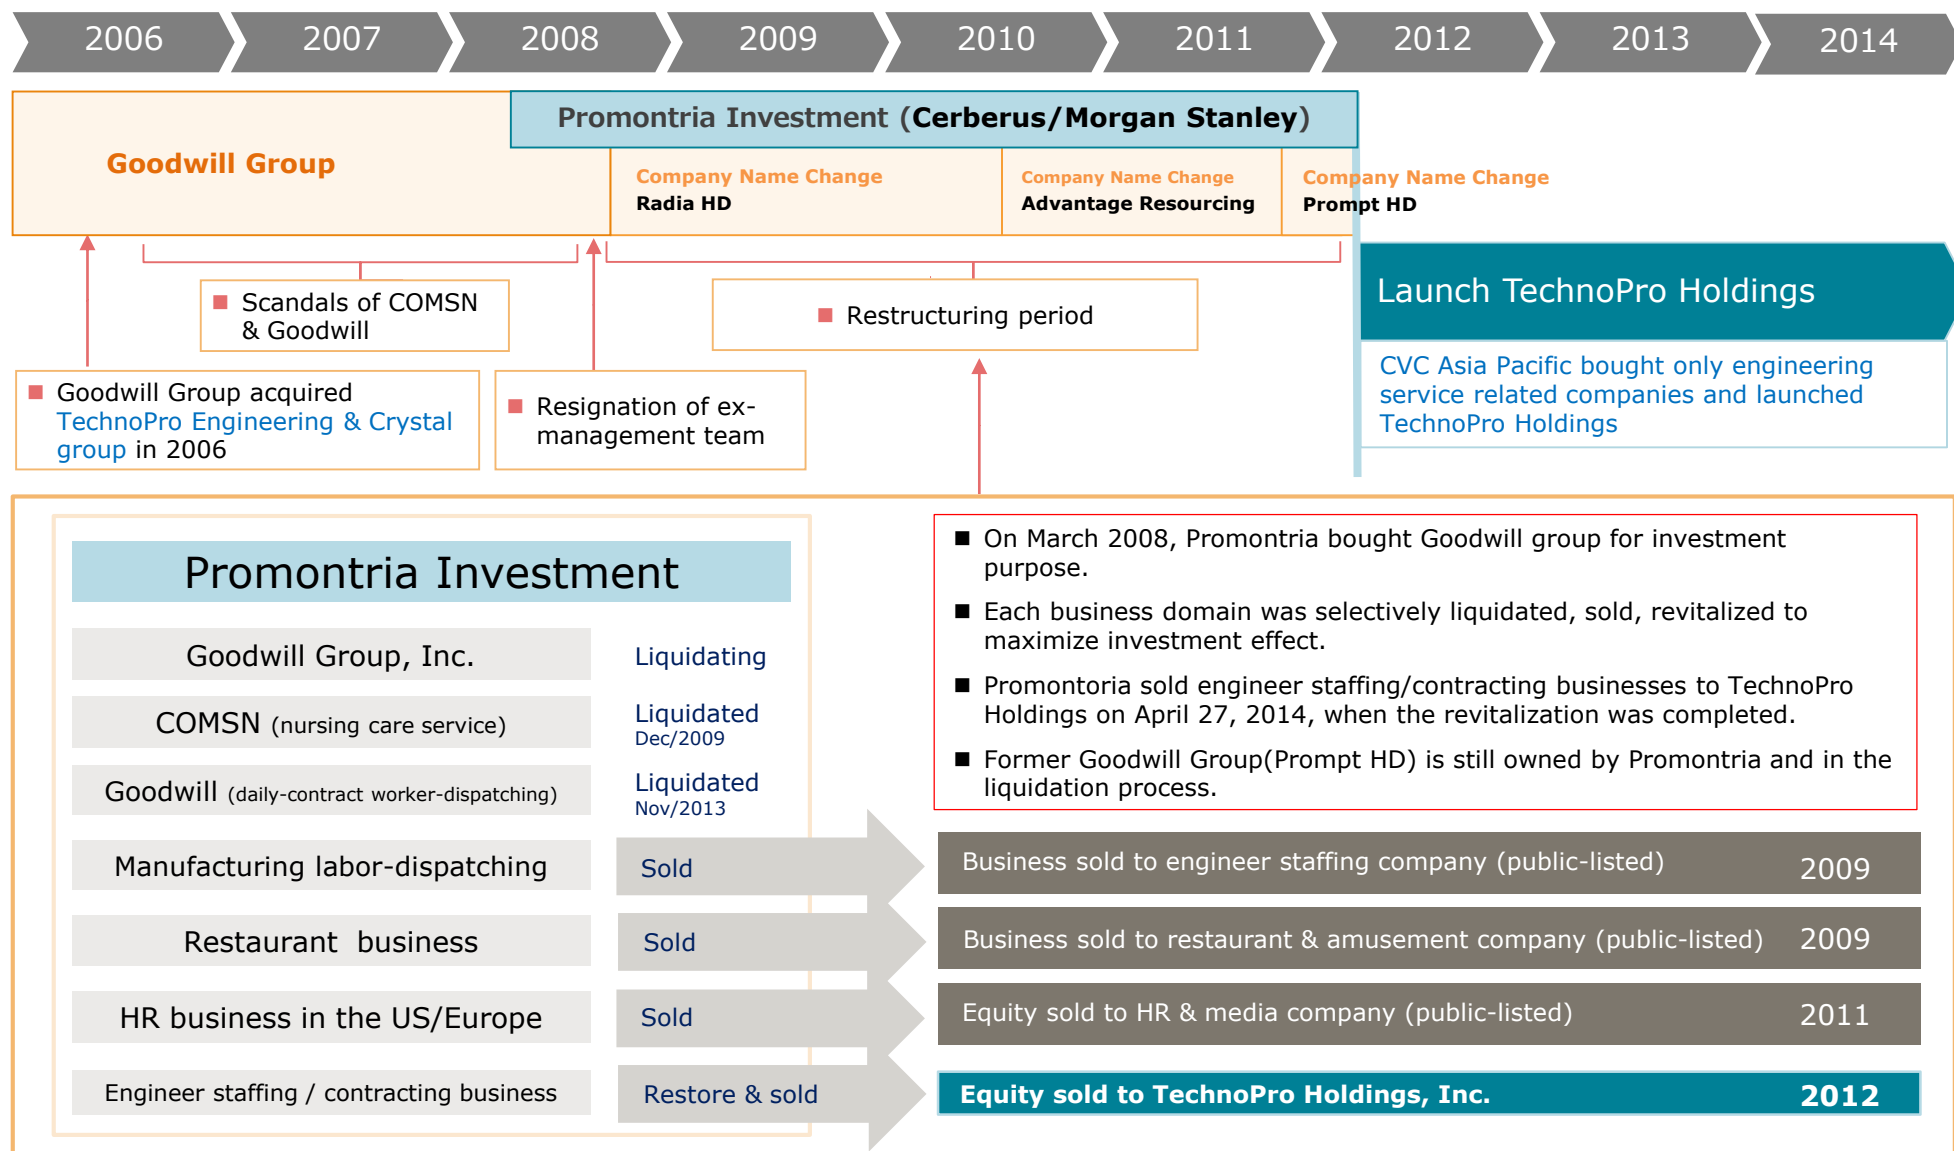 2006 2007 2008 2009 2010 2011 2012 2013 2014
Promontria Investment (Cerberus/Morgan Stanley)
Goodwill Group
Company Name Change
Radia HD
Company Name Change
Advantage Resourcing
Company Name Change
Prompt HD
Scandals of COMSN
& Goodwill
Restructuring period
Launch TechnoPro Holdings
Goodwill Group acquired
TechnoPro Engineering & Crystal
group in 2006
Resignation of ex-
management team
CVC Asia Pacific bought only engineering
service related companies and launched
TechnoPro Holdings
Promontria Investment
Goodwill Group, Inc. Liquidating
COMSN (nursing care service) Liquidated
Dec/2009
Goodwill (daily-contract worker-dispatching) Liquidated
Nov/2013
On March 2008, Promontria bought Goodwill group for investment
purpose.
Each business domain was selectively liquidated, sold, revitalized to
maximize investment effect.
Promontoria sold engineer staffing/contracting businesses to TechnoPro
Holdings on April 27, 2014, when the revitalization was completed.
Former Goodwill Group(Prompt HD) is still owned by Promontria and in the
liquidation process.
Manufacturing labor-dispatching Sold Business sold to engineer staffing company (public-listed) 2009
Restaurant business Sold Business sold to restaurant & amusement company (public-listed) 2009
HR business in the US/Europe Sold Equity sold to HR & media company (public-listed) 2011
Engineer staffing / contracting business Restore & sold Equity sold to TechnoPro Holdings, Inc. 2012